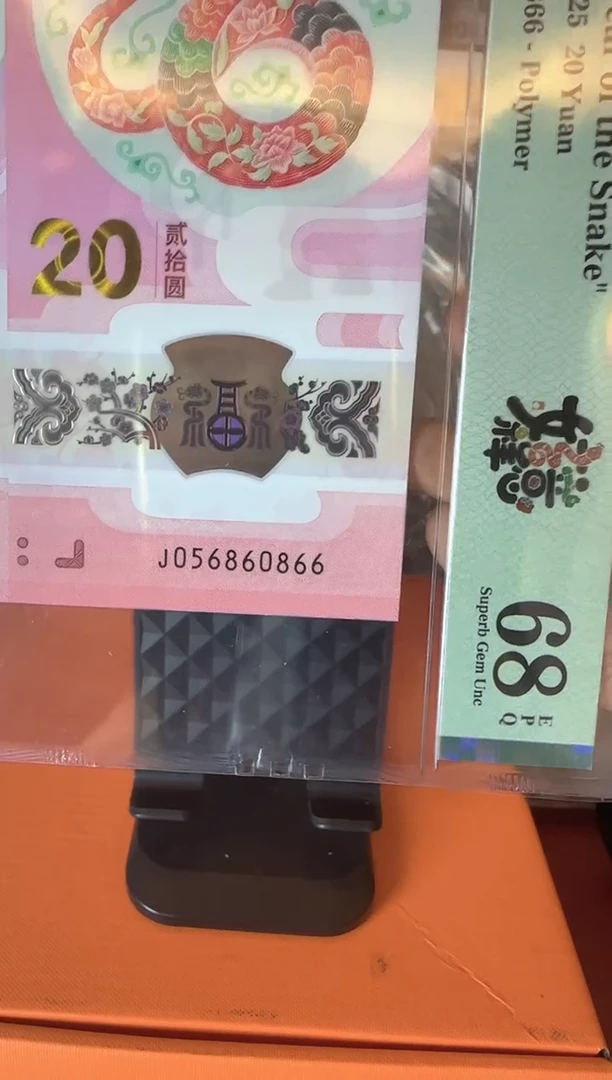 20
贰
拾
圆
J056860866
of the Snake"
25 20 Yuan
66 - Polymer
68
EPQ
Superb Gem Unc